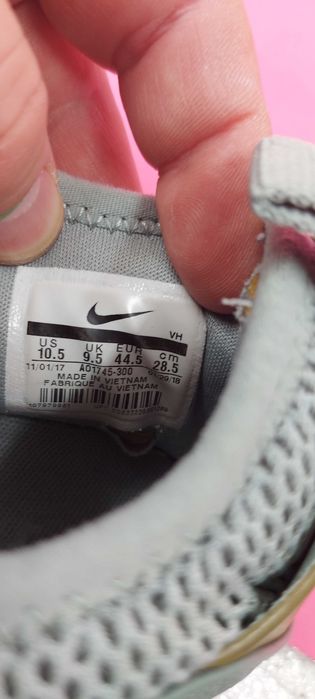 VH
US UK EUR cm
10.5 9.5 44.5 28.5
11/01/17 AO1745-300
MADE IN VIETNAM
FABRIQUE AU VIETNAM